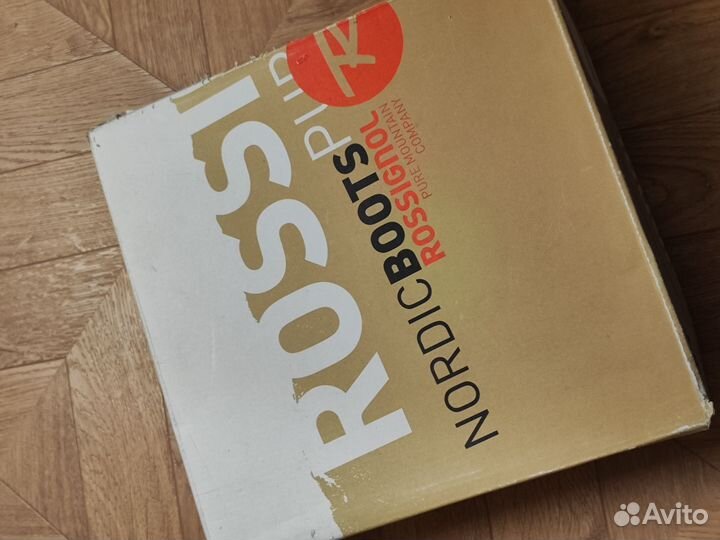 ROSSI
PUR
NORDICBOOTS
ROSSIGNOL
PURE MOUNTAIN
COMPANY
Avito